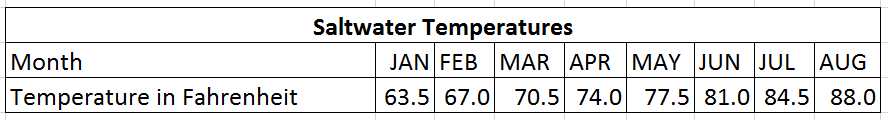 Saltwater Temperatures
Month JAN FEB MAR APR MAY JUN JUL AUG
Temperature in Fahrenheit 63.5 67.0 70.5 74.0 77.5 81.0 84.5 88.0